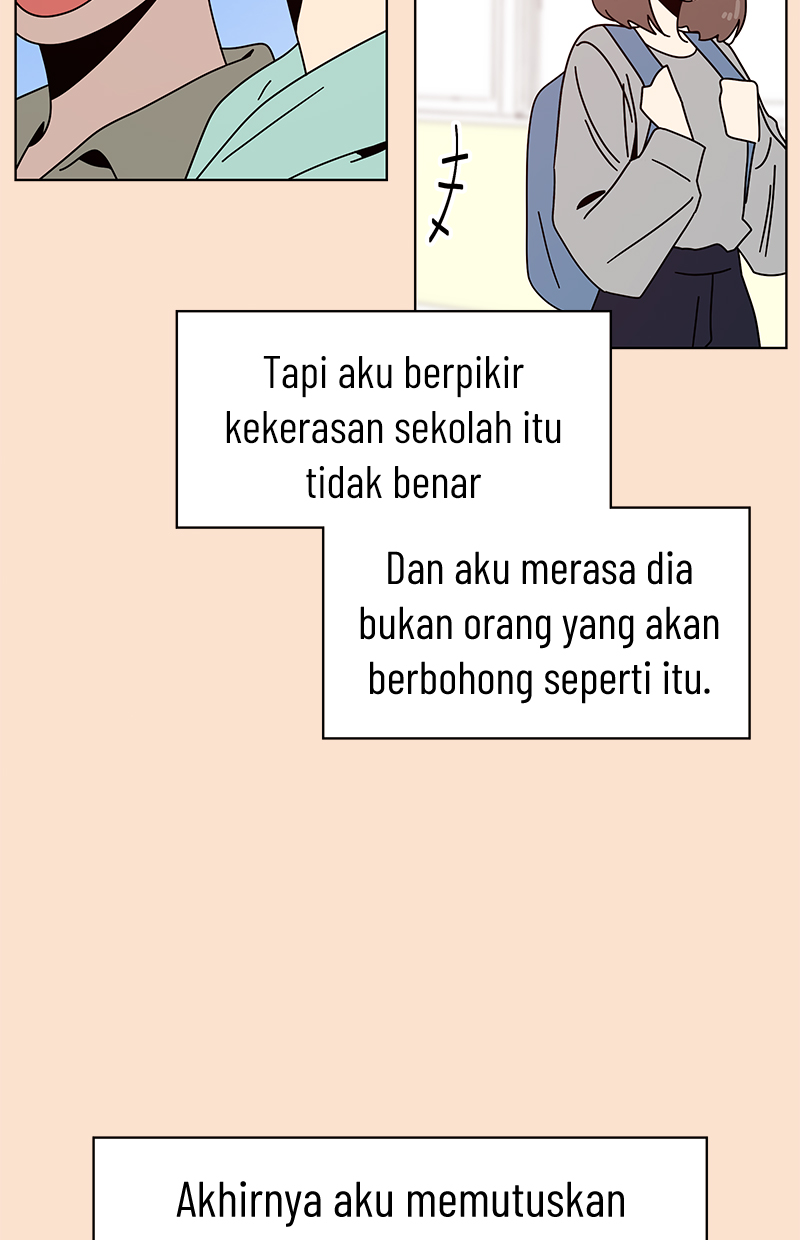 Tapi aku berpikir
kekerasan sekolah itu
tidak benar
Dan aku merasa dia
bukan orang yang akan
berbohong seperti itu.
Akhirnya aku memutuskan